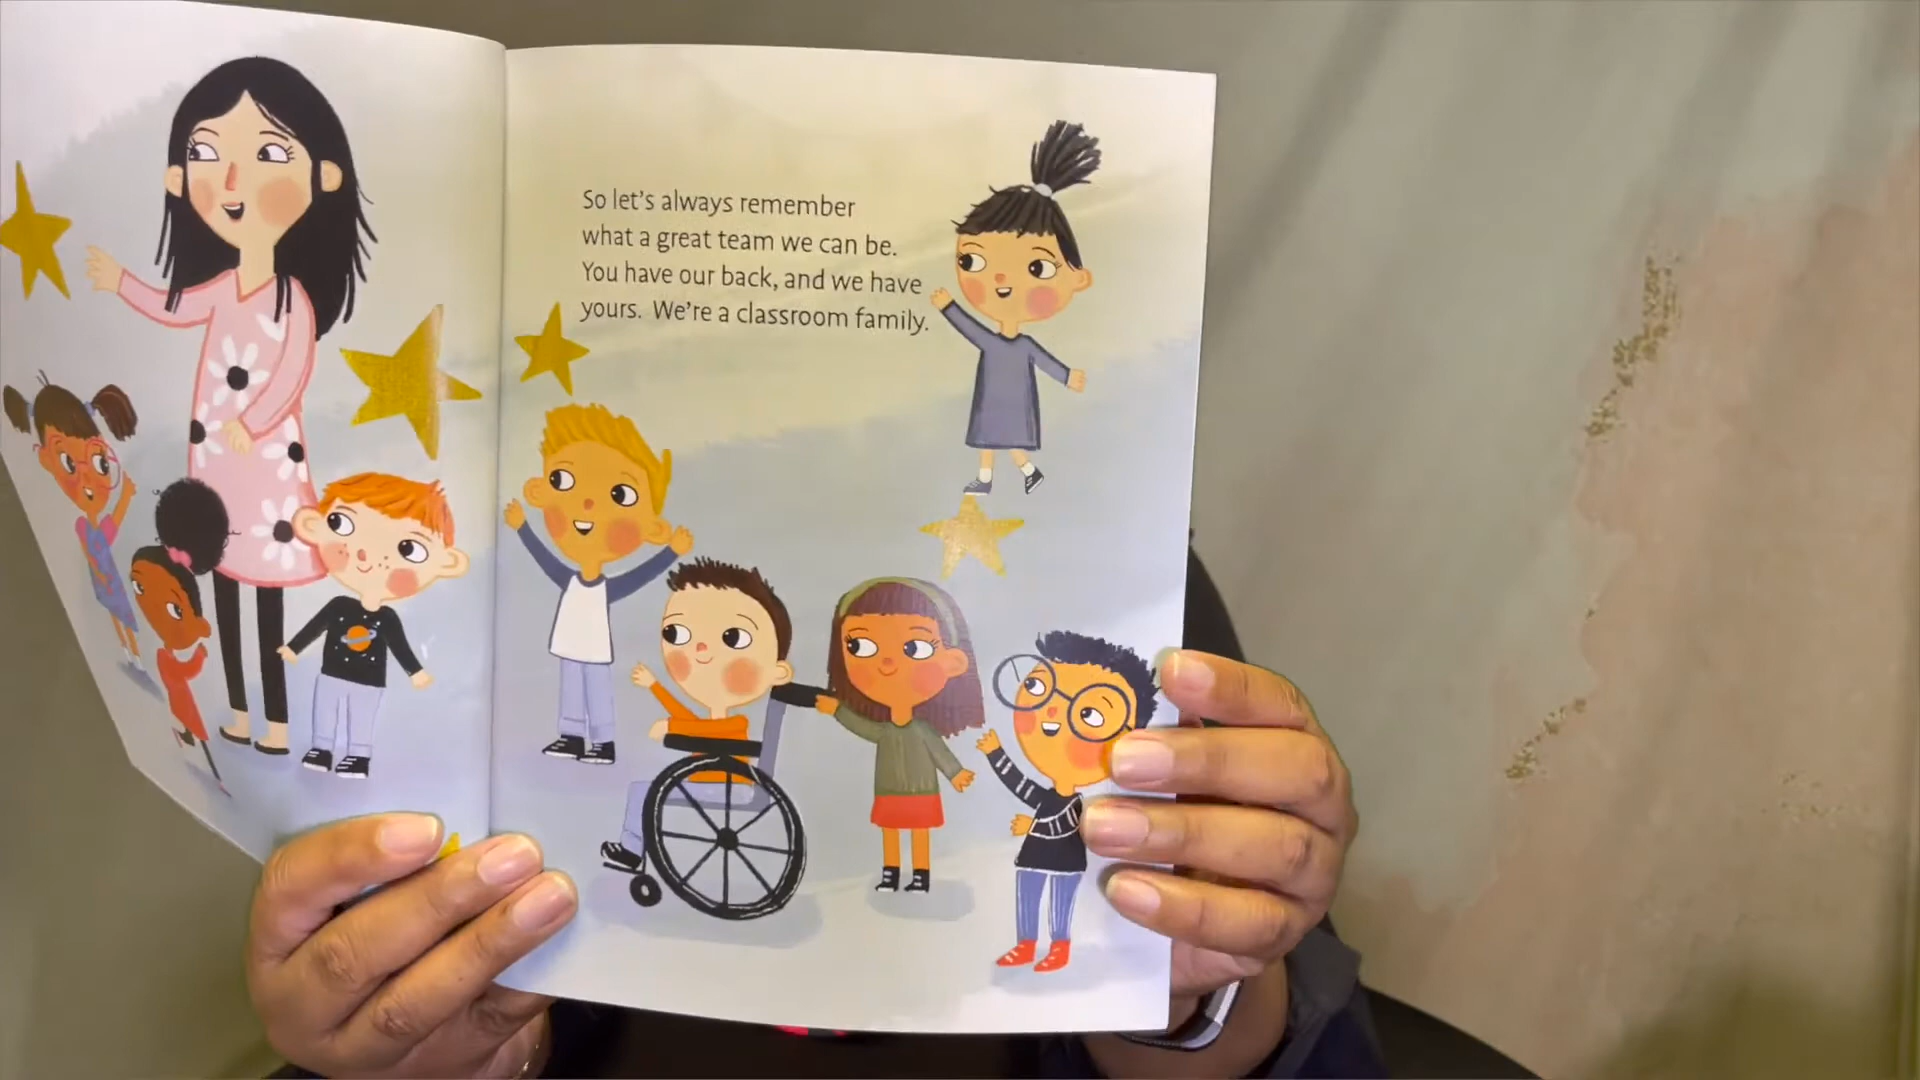 So let's always remember
what a great team we can be.
You have our back, and we have
yours. We're a classroom family.